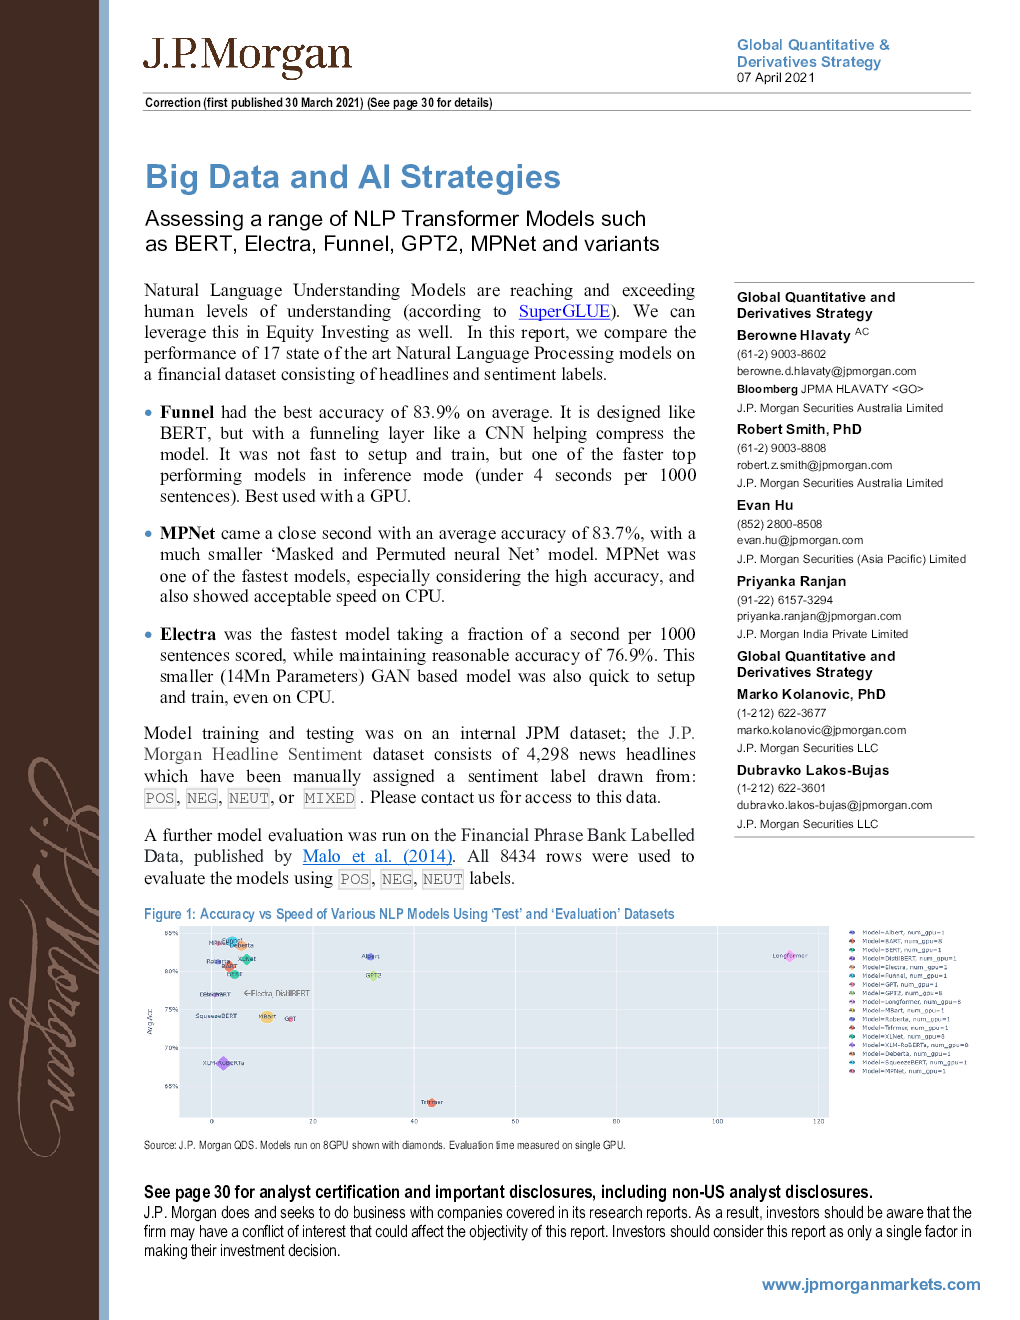 J.P.Morgan
Global Quantitative &
Derivatives Strategy
07 April 2021
Correction (first published 30 March 2021) (See page 30 for details)
Big Data and AI Strategies
Assessing a range of NLP Transformer Models such
as BERT, Electra, Funnel, GPT2, MPNet and variants
Natural Language Understanding Models are reaching and exceeding
human levels of understanding (according to SuperGLUE). We can
leverage this in Equity Investing as well. In this report, we compare the
performance of 17 state of the art Natural Language Processing models on
a financial dataset consisting of headlines and sentiment labels.
• Funnel had the best accuracy of 83.9% on average. It is designed like
BERT, but with a funneling layer like a CNN helping compress the
model. It was not fast to setup and train, but one of the faster top
performing models in inference mode (under 4 seconds per 1000
sentences). Best used with a GPU.
• MPNet came a close second with an average accuracy of 83.7%, with a
much smaller ‘Masked and Permuted neural Net’ model. MPNet was
one of the fastest models, especially considering the high accuracy, and
also showed acceptable speed on CPU.
• Electra was the fastest model taking a fraction of a second per 1000
sentences scored, while maintaining reasonable accuracy of 76.9%. This
smaller (14Mn Parameters) GAN based model was also quick to setup
and train, even on CPU.
Model training and testing was on an internal JPM dataset; the J.P.
Morgan Headline Sentiment dataset consists of 4,298 news headlines
which have been manually assigned a sentiment label drawn from:
POS, NEG, NEUT, or MIXED . Please contact us for access to this data.
A further model evaluation was run on the Financial Phrase Bank Labelled
Data, published by Malo et al. (2014). All 8434 rows were used to
evaluate the models using POS, NEG, NEUT labels.
Global Quantitative and
Derivatives Strategy
Berowne Hlavaty AC
(61-2) 9003-8602
berowne.d.hlavaty@jpmorgan.com
Bloomberg JPMA HLAVATY <GO>
J.P. Morgan Securities Australia Limited
Robert Smith, PhD
(61-2) 9003-8808
robert.z.smith@jpmorgan.com
J.P. Morgan Securities Australia Limited
Evan Hu
(852) 2800-8508
evan.hu@jpmorgan.com
J.P. Morgan Securities (Asia Pacific) Limited
Priyanka Ranjan
(91-22) 6157-3294
priyanka.ranjan@jpmorgan.com
J.P. Morgan India Private Limited
Global Quantitative and
Derivatives Strategy
Marko Kolanovic, PhD
(1-212) 622-3677
marko.kolanovic@jpmorgan.com
J.P. Morgan Securities LLC
Dubravko Lakos-Bujas
(1-212) 622-3601
dubravko.lakos-bujas@jpmorgan.com
J.P. Morgan Securities LLC
J.P.Morgan
Figure 1: Accuracy vs Speed of Various NLP Models Using ‘Test’ and ‘Evaluation’ Datasets
Avg Acc
85%
80%
75%
70%
65%
0 20 40 60 80 100 120
Deberta
Roberta
XLNet
BART
BERT
Albert
GPT2
Longformer
←Electra, DistilBERT
SqueezeBERT
MBart
GPT
XLM-RoBERTa
Trfrmer
Model=Albert, num_gpu=1
Model=BART, num_gpu=8
Model=BERT, num_gpu=1
Model=DistilBERT, num_gpu=1
Model=Electra, num_gpu=1
Model=Funnel, num_gpu=1
Model=GPT, num_gpu=1
Model=GPT2, num_gpu=8
Model=Longformer, num_gpu=8
Model=MBart, num_gpu=1
Model=Roberta, num_gpu=1
Model=Trfrmer, num_gpu=1
Model=XLNet, num_gpu=8
Model=XLM-RoBERTa, num_gpu=8
Model=Deberta, num_gpu=1
Model=SqueezeBERT, num_gpu=1
Model=MPNet, num_gpu=1
Source: J.P. Morgan QDS. Models run on 8GPU shown with diamonds. Evaluation time measured on single GPU.
See page 30 for analyst certification and important disclosures, including non-US analyst disclosures.
J.P. Morgan does and seeks to do business with companies covered in its research reports. As a result, investors should be aware that the
firm may have a conflict of interest that could affect the objectivity of this report. Investors should consider this report as only a single factor in
making their investment decision.
www.jpmorganmarkets.com